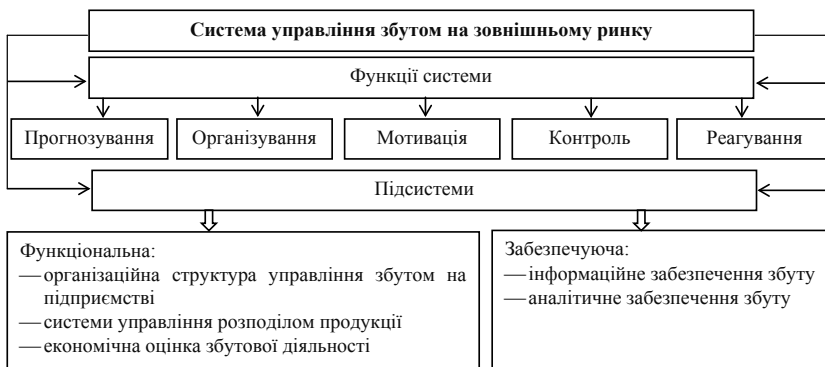 Система управління збутом на зовнішньому ринку
Функції системи
Прогнозування
Організування
Мотивація
Контроль
Реагування
Підсистеми
Функціональна:
— організаційна структура управління збутом на
підприємстві
— системи управління розподілом продукції
— економічна оцінка збутової діяльності
Забезпечуюча:
— інформаційне забезпечення збуту
— аналітичне забезпечення збуту